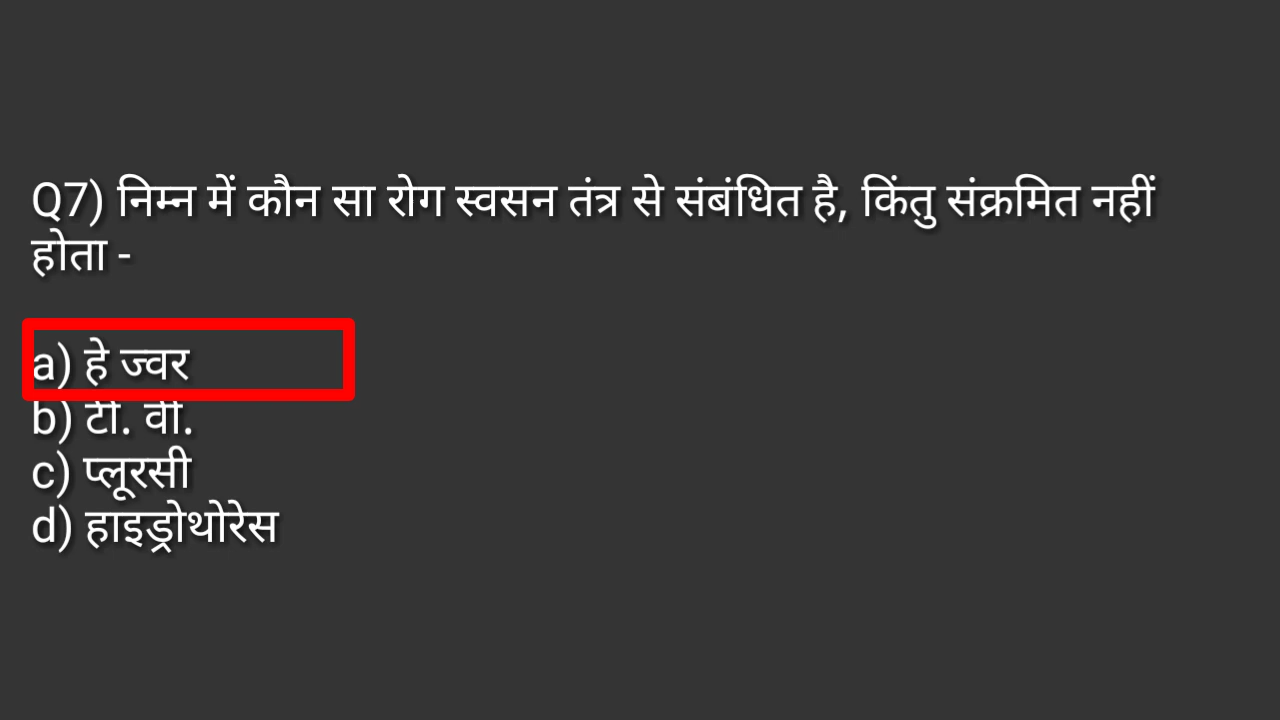 Q7) निम्न में कौन सा रोग स्वसन तंत्र से संबंधित है, किंतु संक्रमित नहीं
होता -
a) हे ज्वर
b) टी. वी.
c) प्लूरसी
d) हाइड्रोथोरेस